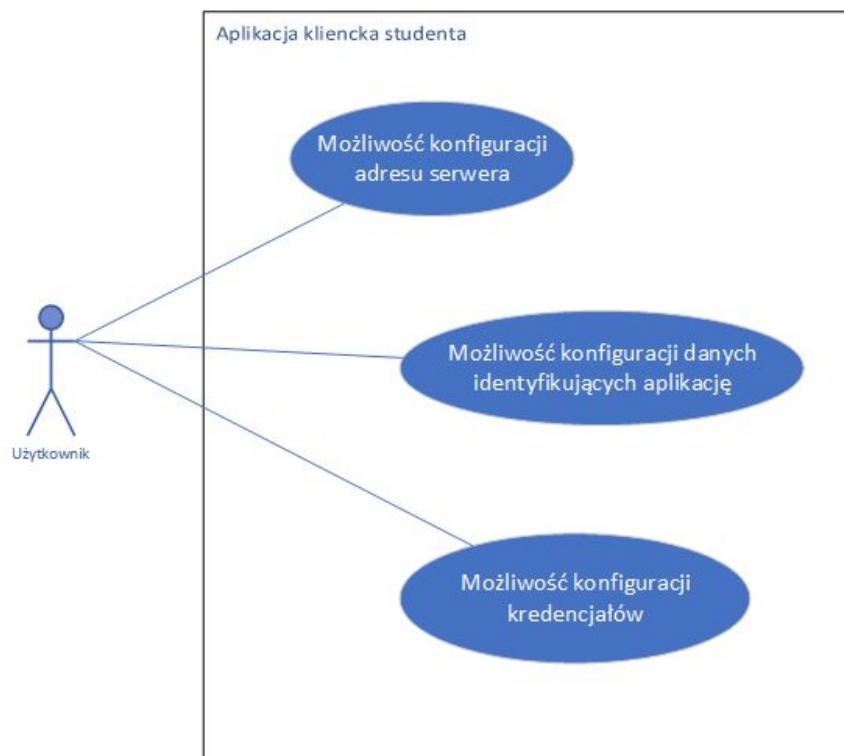 Aplikacja kliencka studenta
Możliwość konfiguracji
adresu serwera
Możliwość konfiguracji danych
identyfikujących aplikację
Użytkownik
Możliwość konfiguracji
kredencjałów